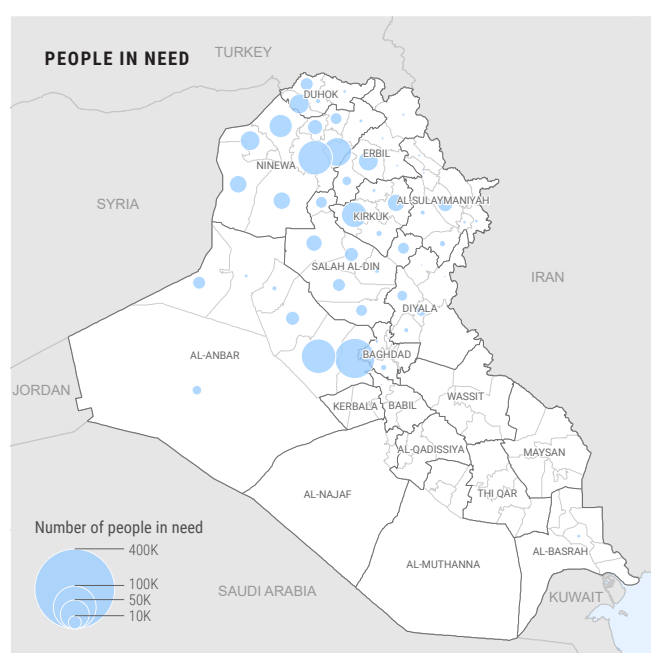 PEOPLE IN NEED
TURKEY
DUHOK
ERBIL
NINEWA
SYRIA
AL-SULAYMANIYAH
KIRKUK
SALAH AL-DIN
IRAN
DIYALA
AL-ANBAR
BAGHDAD
JORDAN
WASSIT
KERBALA
BABIL
AL-QADISSIYA
MAYSAN
AL-NAJAF
THI QAR
Number of people in need
400K
100K
50K
10K
AL-BASRAH
AL-MUTHANNA
SAUDI ARABIA
KUWAIT